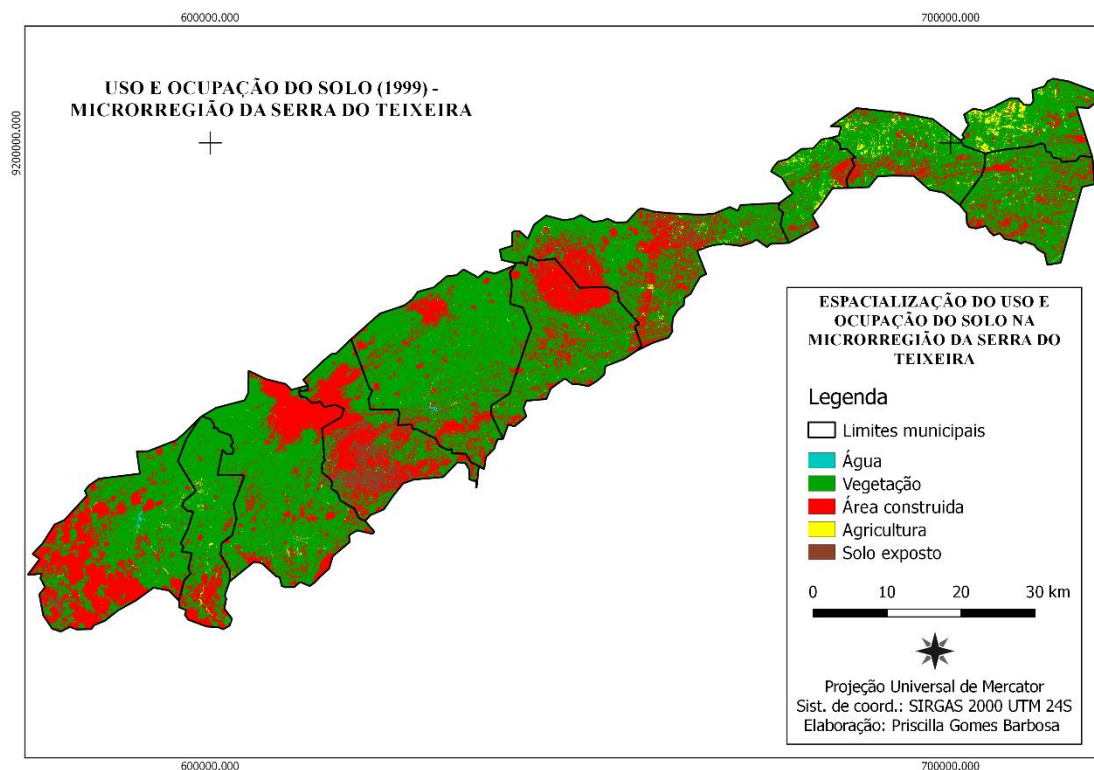 600000.000
700000.000
9200000.000
USO E OCUPAÇÃO DO SOLO (1999) -
MICRORREGIÃO DA SERRA DO TEIXEIRA
ESPACIALIZAÇÃO DO USO E
OCUPAÇÃO DO SOLO NA
MICRORREGIÃO DA SERRA DO
TEIXEIRA
Legenda
Limites municipais
Água
Vegetação
Área construida
Agricultura
Solo exposto
0 10 20 30 km
Projeção Universal de Mercator
Sist. de coord.: SIRGAS 2000 UTM 24S
Elaboração: Priscilla Gomes Barbosa
600000.000
700000.000